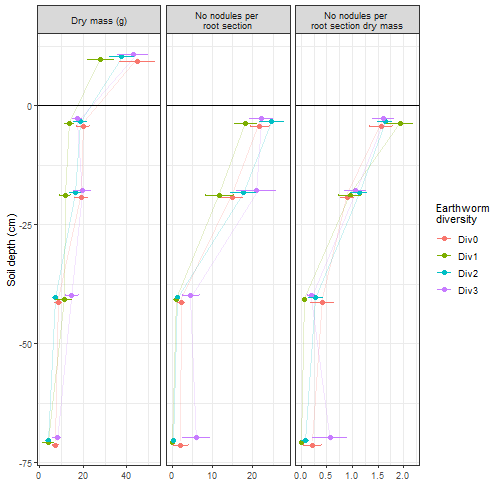 Dry mass (g)
No nodules per
root section
No nodules per
root section dry mass
Soil depth (cm)
0
-25
-50
-75
0
20
40
0
10
20
0.0
0.5
1.0
1.5
2.0
Earthworm
diversity
Div0
Div1
Div2
Div3